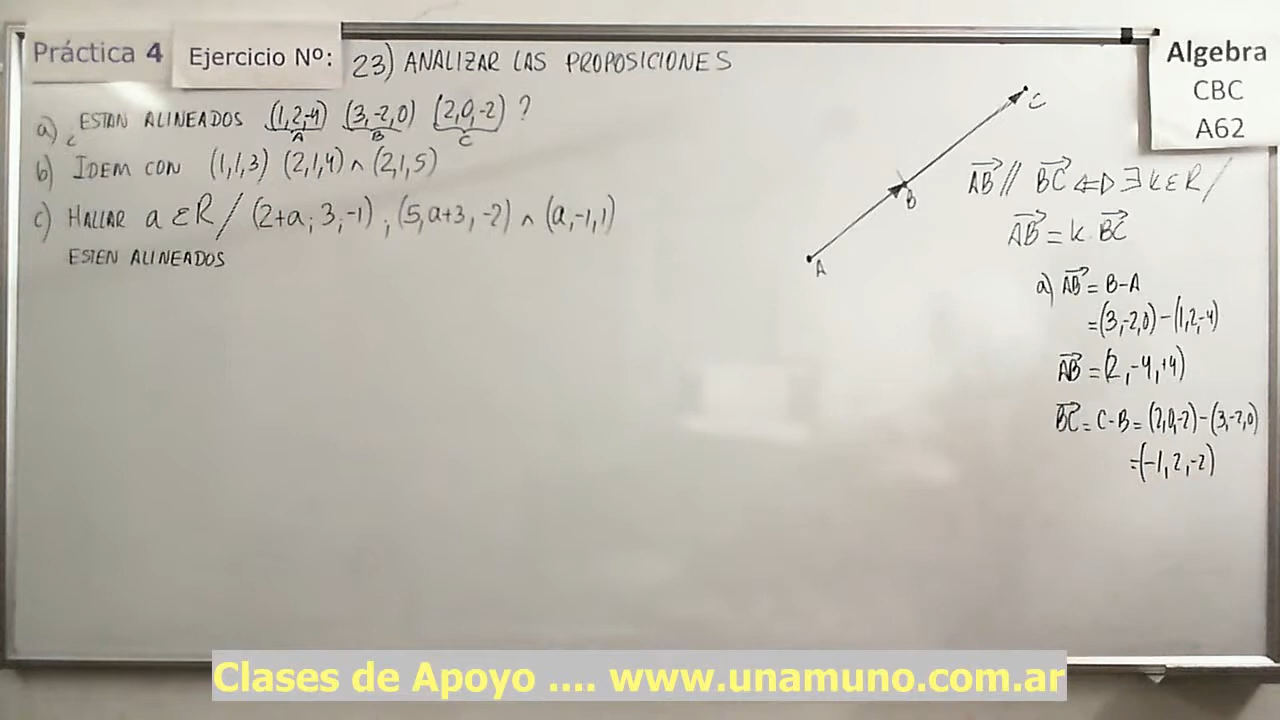 Práctica 4 Ejercicio Nº: 23) ANALIZAR LAS PROPOSICIONES
a) ¿ESTAN ALINEADOS (1,2,-4) (3,-2,0) (2,0,-2)?
A B C
b) IDEM CON (1,1,3) (2,1,4) ∧ (2,1,5)
c) HALLAR a ε R / (2+a; 3,-1), (5,a+3,-2) ∧ (a,-1,1)
ESTEN ALINEADOS
Algebra
CBC
A62
C
B
A
AB // BC ⇔ ∃ K ε R /
AB = K BC
a) AB = B-A
=(3,-2,0)-(1,2,-4)
AB = (2,-4,+4)
BC = C-B = (2,0,-2)-(3,-2,0)
=(-1,2,-2)
Clases de Apoyo .... www.unamuno.com.ar